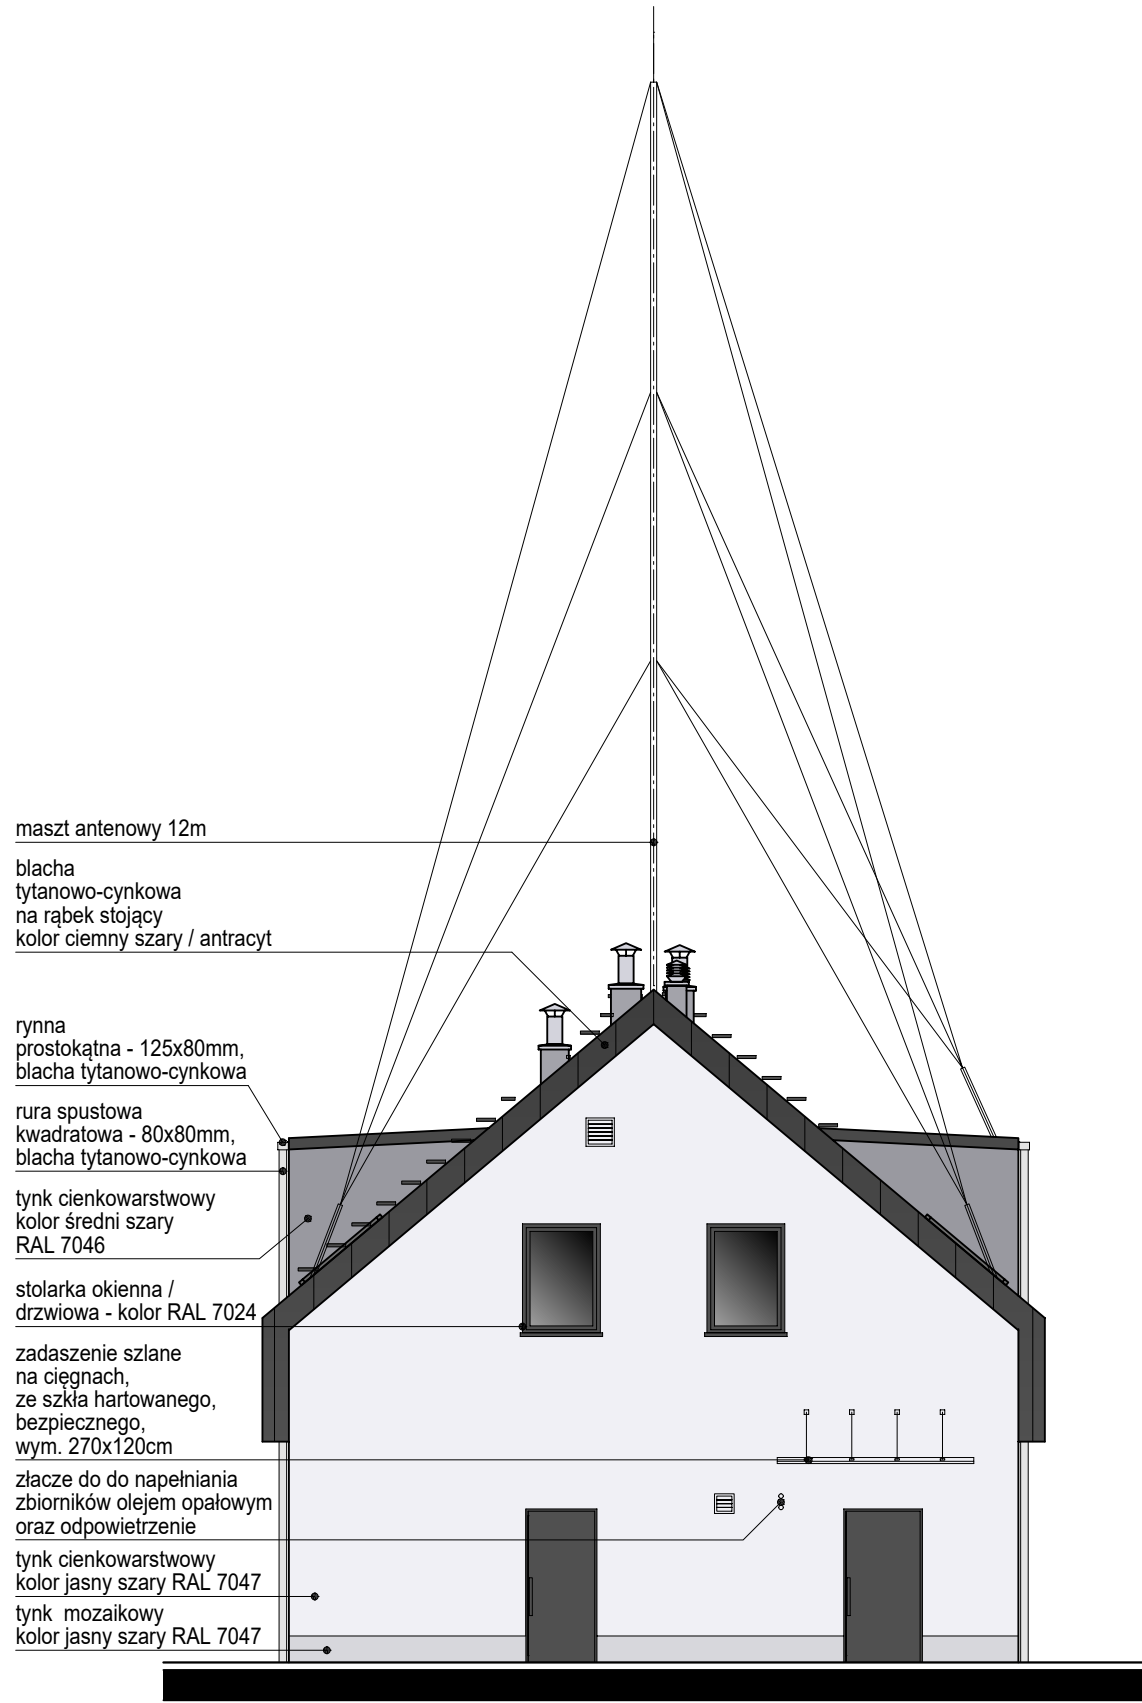 maszt antenowy 12m
blacha
tytanowo-cynkowa
na rąbek stojący
kolor ciemny szary / antracyt
rynna
prostokątna - 125x80mm,
blacha tytanowo-cynkowa
rura spustowa
kwadratowa - 80x80mm,
blacha tytanowo-cynkowa
tynk cienkowarstwowy
kolor średni szary
RAL 7046
stolarka okienna /
drzwiowa - kolor RAL 7024
zadaszenie szlane
na cięgnach,
ze szkła hartowanego,
bezpiecznego,
wym. 270x120cm
złacze do do napełniania
zbiorników olejem opałowym
oraz odpowietrzenie
tynk cienkowarstwowy
kolor jasny szary RAL 7047
tynk mozaikowy
kolor jasny szary RAL 7047